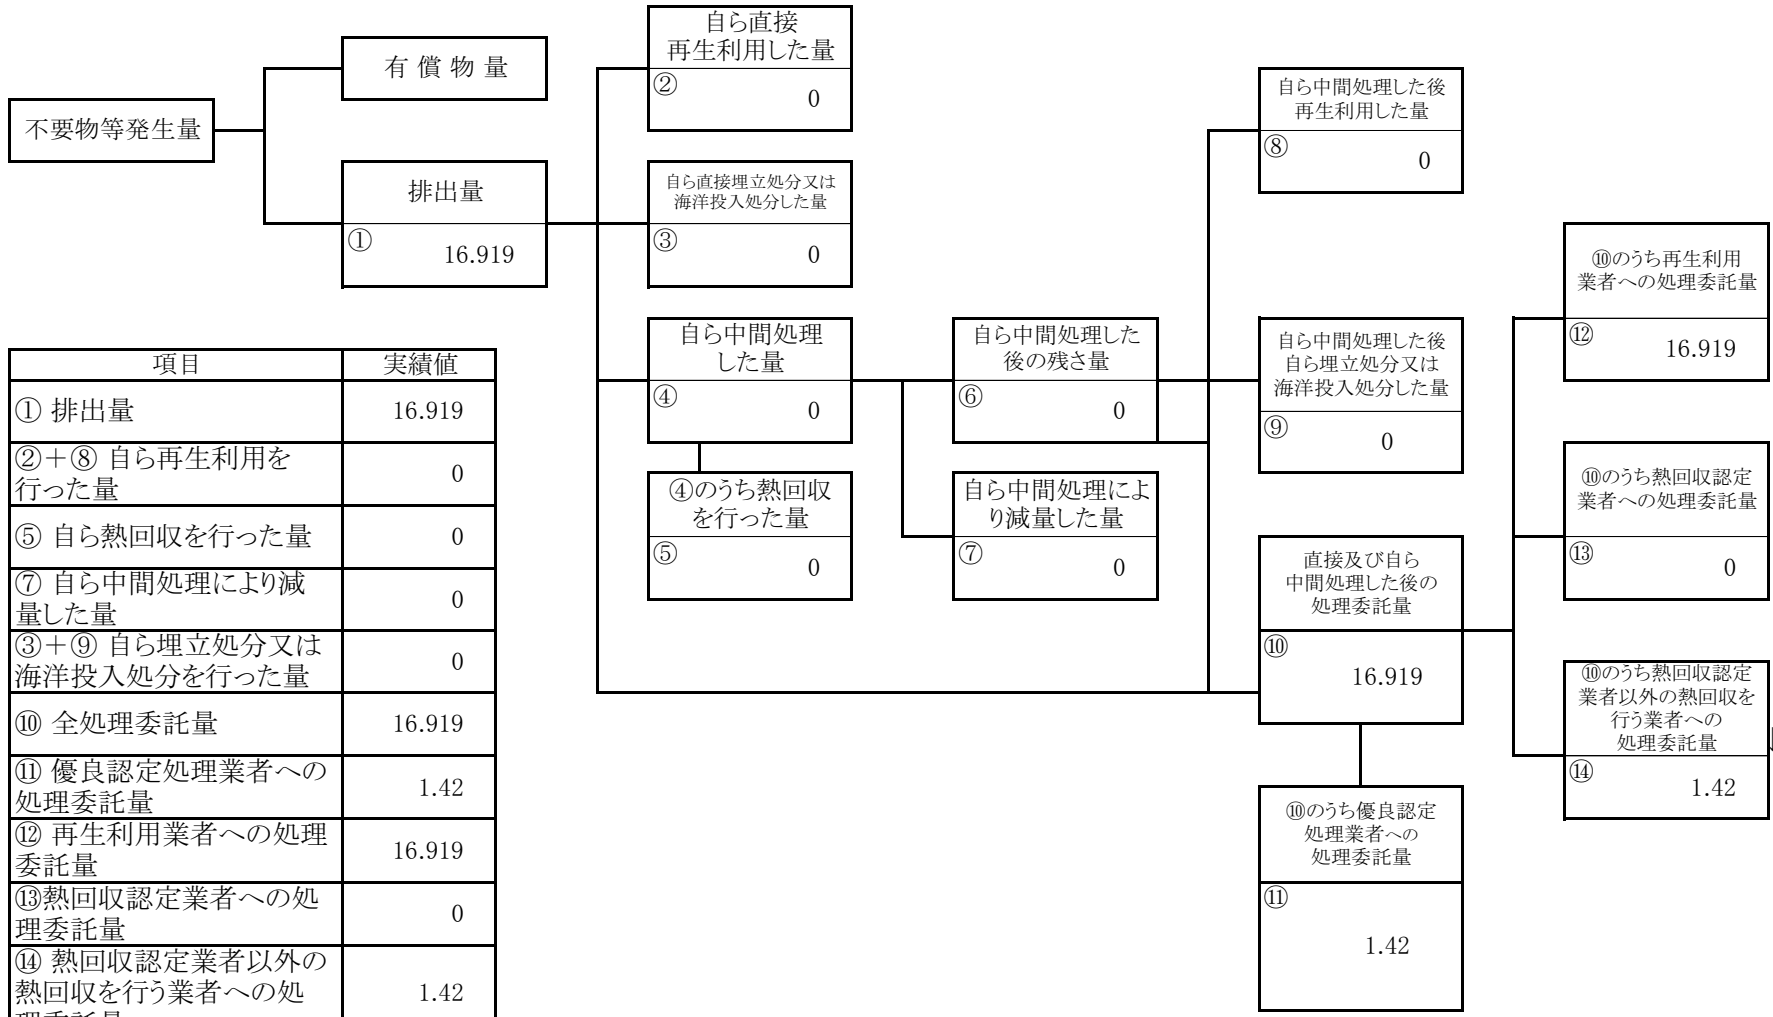 不要物等発生量
有 償 物 量
排出量
①
16.919
自ら直接
再生利用した量
②
0
自ら直接埋立処分又は
海洋投入処分した量
③
0
自ら中間処理
した量
④
0
④のうち熱回収
を行った量
⑤
0
自ら中間処理した
後の残さ量
⑥
0
自ら中間処理によ
り減量した量
⑦
0
自ら中間処理した後
再生利用した量
⑧
0
自ら中間処理した後
自ら埋立処分又は
海洋投入処分した量
⑨
0
直接及び自ら
中間処理した後の
処理委託量
⑩
16.919
⑩のうち優良認定
処理業者への
処理委託量
⑪
1.42
⑩のうち再生利用
業者への処理委託量
⑫
16.919
⑩のうち熱回収認定
業者への処理委託量
⑬
0
⑩のうち熱回収認定
業者以外の熱回収を
行う業者への
処理委託量
⑭
1.42
項目 実績値
① 排出量 16.919
②＋⑧ 自ら再生利用を
行った量 0
⑤ 自ら熱回収を行った量 0
⑦ 自ら中間処理により減
量した量 0
③＋⑨ 自ら埋立処分又は
海洋投入処分を行った量 0
⑩ 全処理委託量 16.919
⑪ 優良認定処理業者への
処理委託量 1.42
⑫ 再生利用業者への処理
委託量 16.919
⑬熱回収認定業者への処
理委託量 0
⑭ 熱回収認定業者以外の
熱回収を行う業者への処 1.42